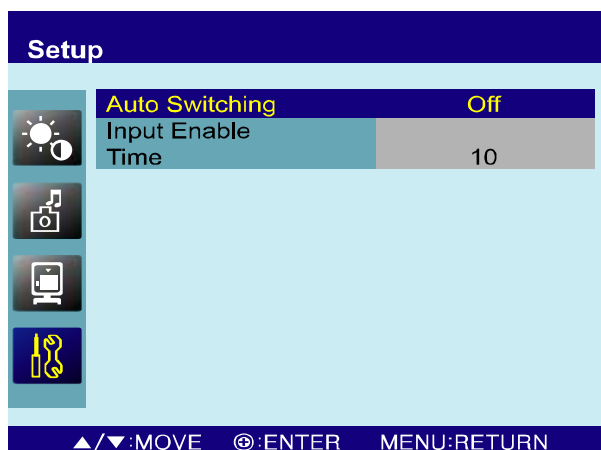 Setup
Auto Switching Off
Input Enable
Time 10
▲/▼:MOVE ⊕:ENTER MENU:RETURN